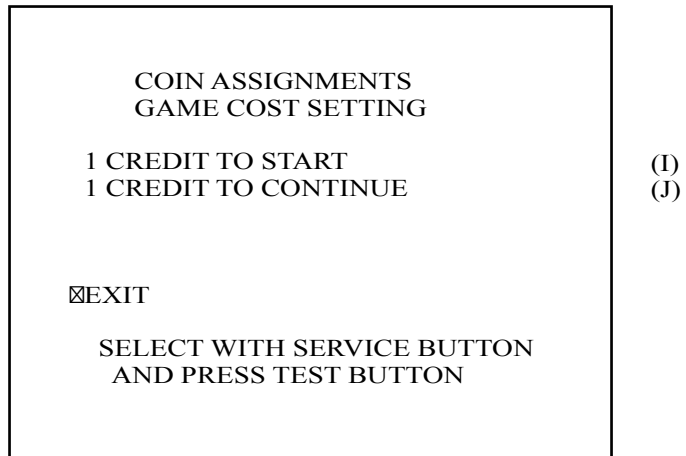 COIN ASSIGNMENTS
GAME COST SETTING
1 CREDIT TO START (I)
1 CREDIT TO CONTINUE (J)
☒EXIT
SELECT WITH SERVICE BUTTON
AND PRESS TEST BUTTON